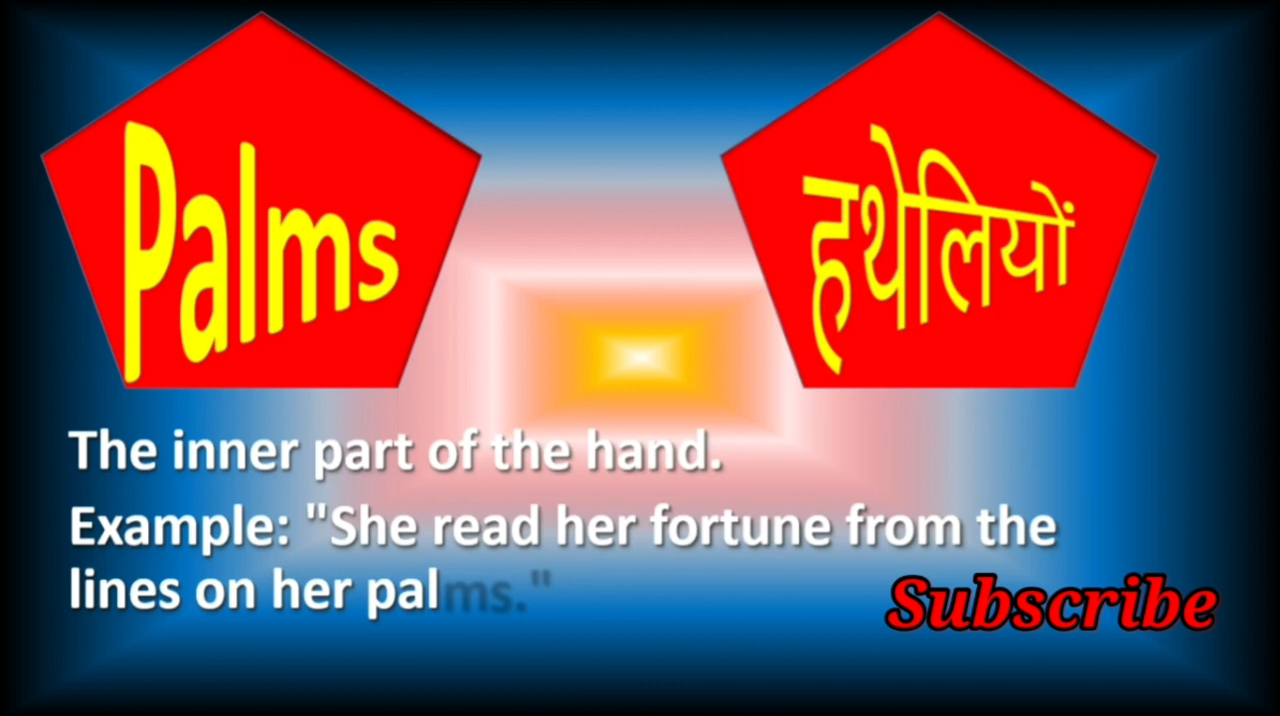 Palms
हथेलियों
The inner part of the hand.
Example: "She read her fortune from the
lines on her palms."
Subscribe